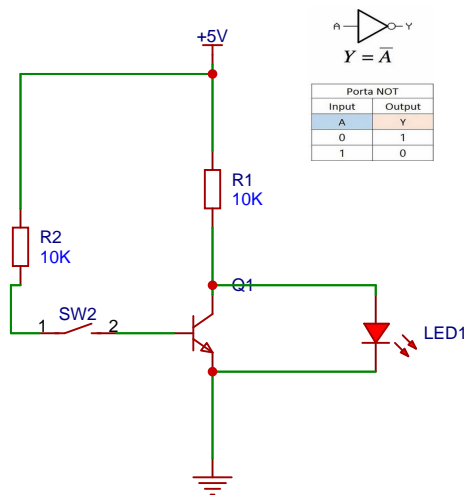 +5V
A Y
Y = A̅
Porta NOT
Input Output
A Y
0 1
1 0
R1
10K
R2
10K
Q1
SW2
1 2
LED1